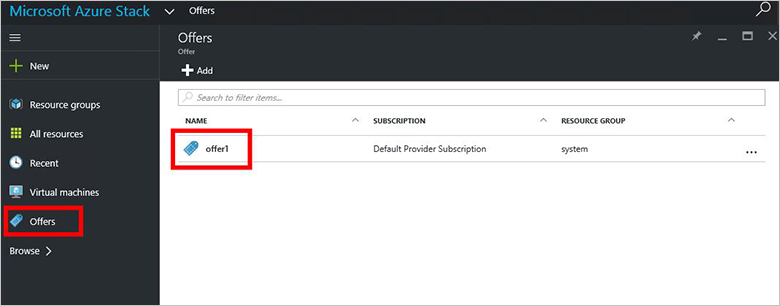 Microsoft Azure Stack Offers
Offers
Offer
New
Add
Resource groups
Search to filter items...
All resources
NAME SUBSCRIPTION RESOURCE GROUP
Recent
offer1 Default Provider Subscription system ...
Virtual machines
Offers
Browse